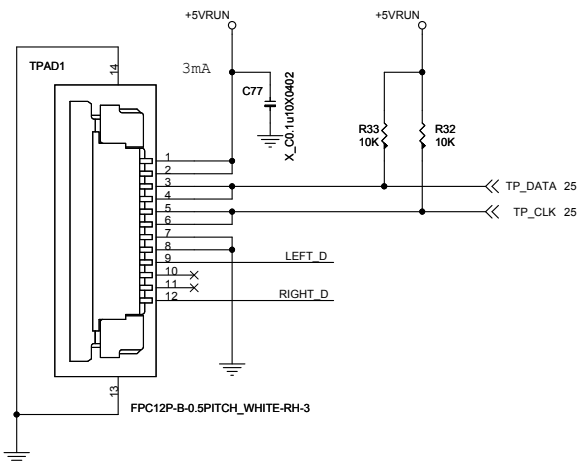 +5VRUN
+5VRUN
TPAD1
14
3mA
C77
X_C0.1u10X0402
R33
10K
R32
10K
1
2
3
TP_DATA 25
4
5
TP_CLK 25
6
7
8
9
LEFT_D
10
11
12
RIGHT_D
13
FPC12P-B-0.5PITCH_WHITE-RH-3